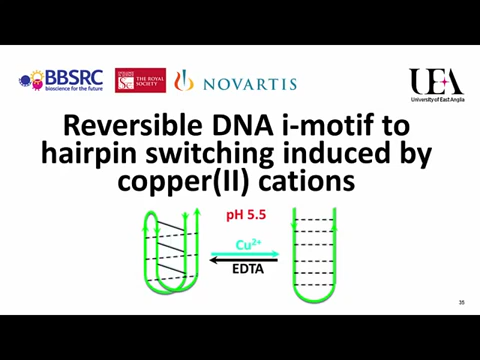 BBSRC
bioscience for the future
THE ROYAL
SOCIETY
NOVARTIS
UEA
University of East Anglia
Reversible DNA i-motif to
hairpin switching induced by
copper(II) cations
pH 5.5
Cu²⁺
EDTA
35